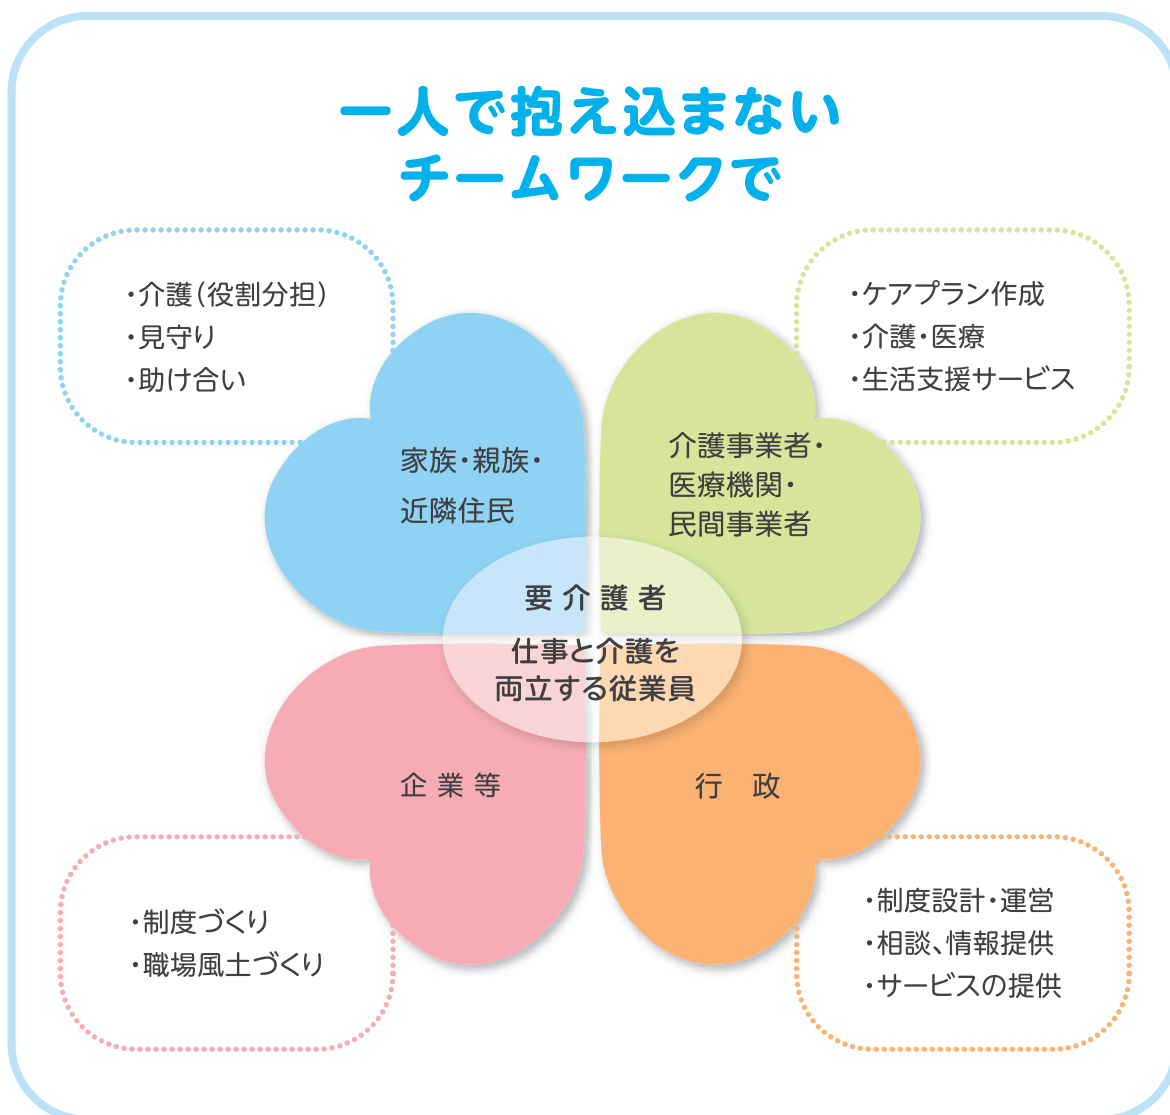 一人で抱え込まない
チームワークで
・介護（役割分担）
・見守り
・助け合い
・ケアプラン作成
・介護・医療
・生活支援サービス
家族・親族・
近隣住民
介護事業者・
医療機関・
民間事業者
要介護者
仕事と介護を
両立する従業員
企業等
行　政
・制度づくり
・職場風土づくり
・制度設計・運営
・相談、情報提供
・サービスの提供